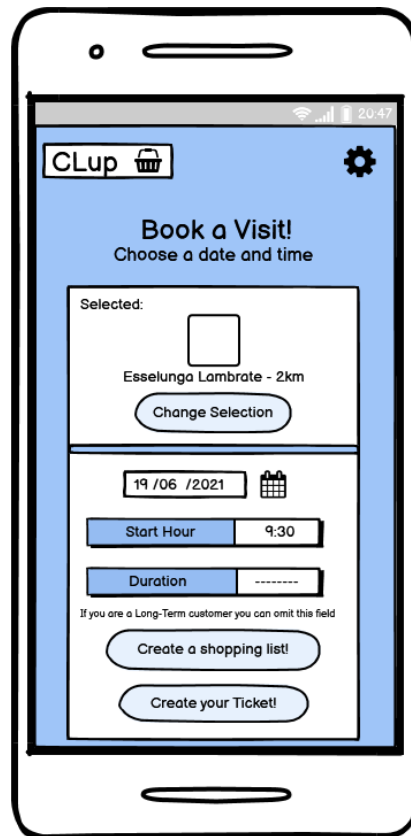 20:47
CLup
Book a Visit!
Choose a date and time
Selected:
Esselunga Lambrate - 2km
Change Selection
19 /06 /2021
Start Hour 9:30
Duration --------
If you are a Long-Term customer you can omit this field
Create a shopping list!
Create your Ticket!